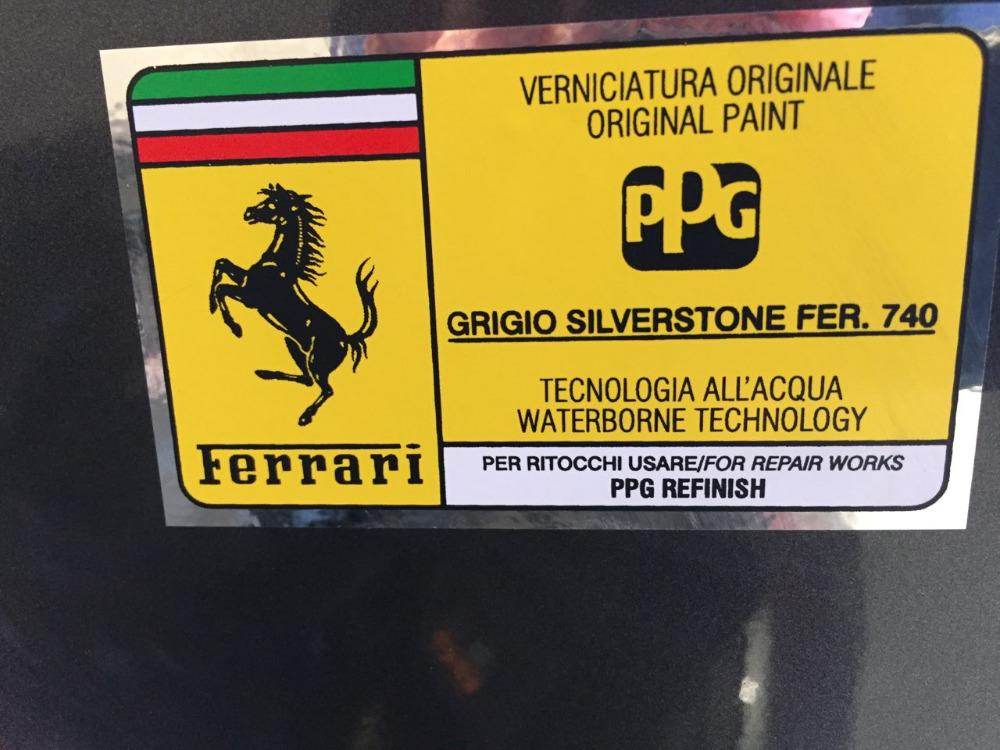 VERNICIATURA ORIGINALE
ORIGINAL PAINT
PPG
GRIGIO SILVERSTONE FER. 740
TECNOLOGIA ALL'ACQUA
WATERBORNE TECHNOLOGY
PER RITOCCHI USARE/FOR REPAIR WORKS
PPG REFINISH
Ferrari